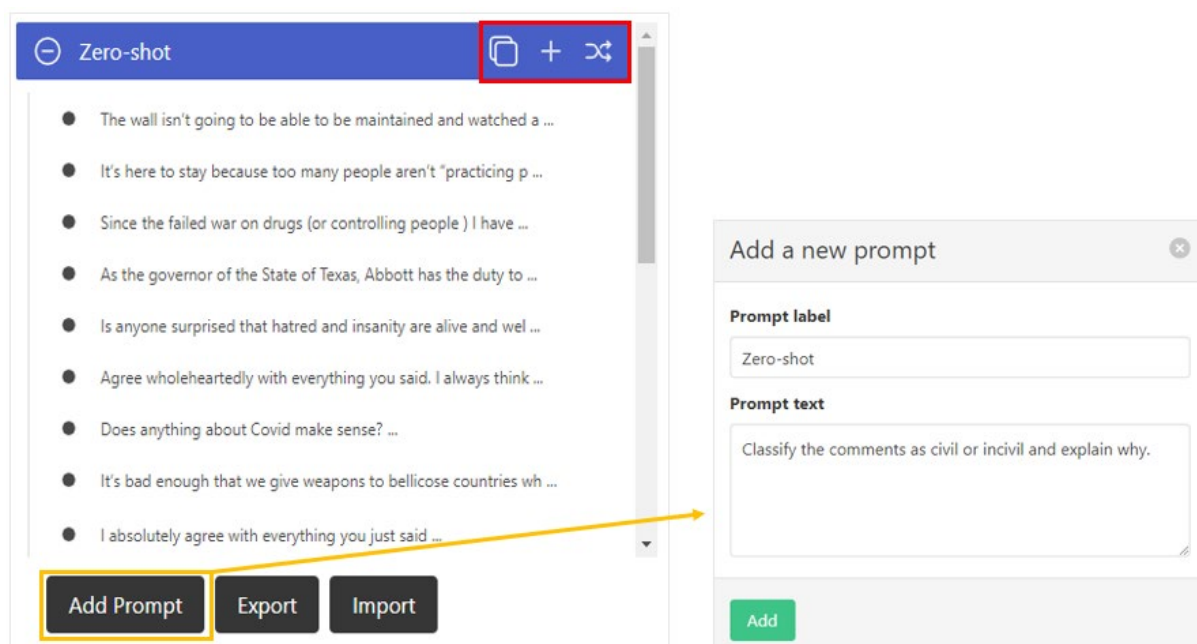 Zero-shot
The wall isn't going to be able to be maintained and watched a ...
It's here to stay because too many people aren't "practicing p ...
Since the failed war on drugs (or controlling people ) I have ...
As the governor of the State of Texas, Abbott has the duty to ...
Is anyone surprised that hatred and insanity are alive and wel ...
Agree wholeheartedly with everything you said. I always think ...
Does anything about Covid make sense? ...
It's bad enough that we give weapons to bellicose countries wh ...
I absolutely agree with everything you just said ...
Add Prompt Export Import
Add a new prompt
Prompt label
Zero-shot
Prompt text
Classify the comments as civil or incivil and explain why.
Add